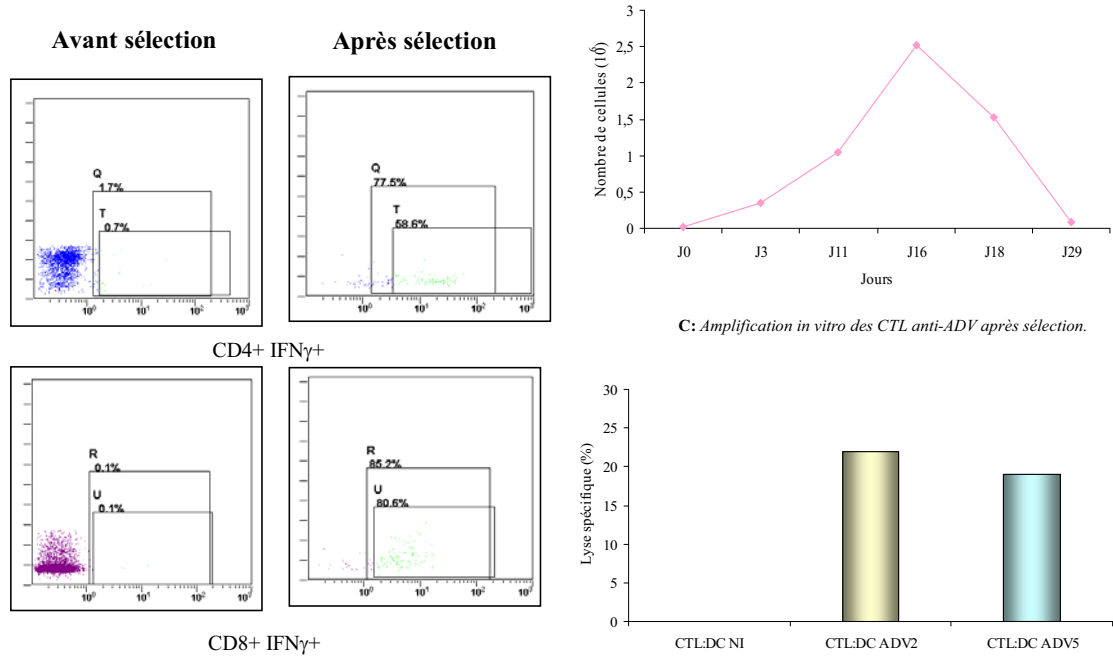 Avant sélection
Après sélection
Q
1.7%
T
0.7%
10⁰ 10¹ 10² 10³
Q
77.5%
T
58.6%
10⁰ 10¹ 10² 10³
CD4+ IFNγ+
R
0.1%
U
0.1%
10⁰ 10¹ 10² 10³
R
85.2%
U
80.6%
10⁰ 10¹ 10² 10³
CD8+ IFNγ+
Nombre de cellules (10⁶)
3
2,5
2
1,5
1
0,5
0
J0 J3 J11 J16 J18 J29
Jours
C: Amplification in vitro des CTL anti-ADV après sélection.
Lyse spécifique (%)
30
25
20
15
10
5
0
CTL:DC NI CTL:DC ADV2 CTL:DC ADV5